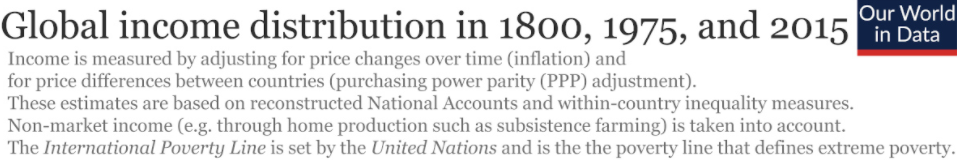 Global income distribution in 1800, 1975, and 2015
Our World
in Data
Income is measured by adjusting for price changes over time (inflation) and
for price differences between countries (purchasing power parity (PPP) adjustment).
These estimates are based on reconstructed National Accounts and within-country inequality measures.
Non-market income (e.g. through home production such as subsistence farming) is taken into account.
The International Poverty Line is set by the United Nations and is the the poverty line that defines extreme poverty.